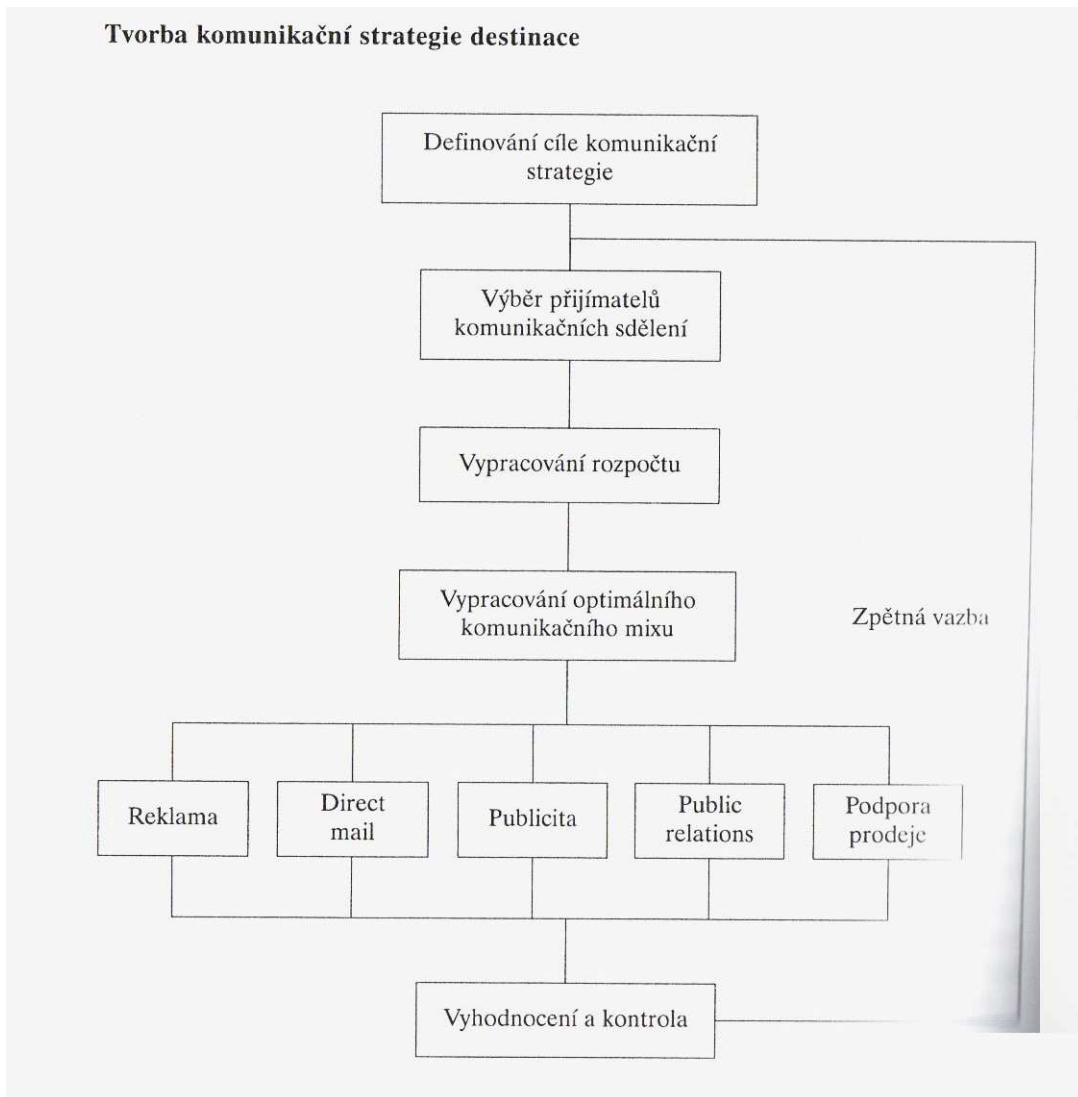 Tvorba komunikační strategie destinace
Definování cíle komunikační
strategie
Výběr přijímatelů
komunikačních sdělení
Vypracování rozpočtu
Vypracování optimálního
komunikačního mixu
Zpětná vazba
Reklama
Direct
mail
Publicita
Public
relations
Podpora
prodeje
Vyhodnocení a kontrola